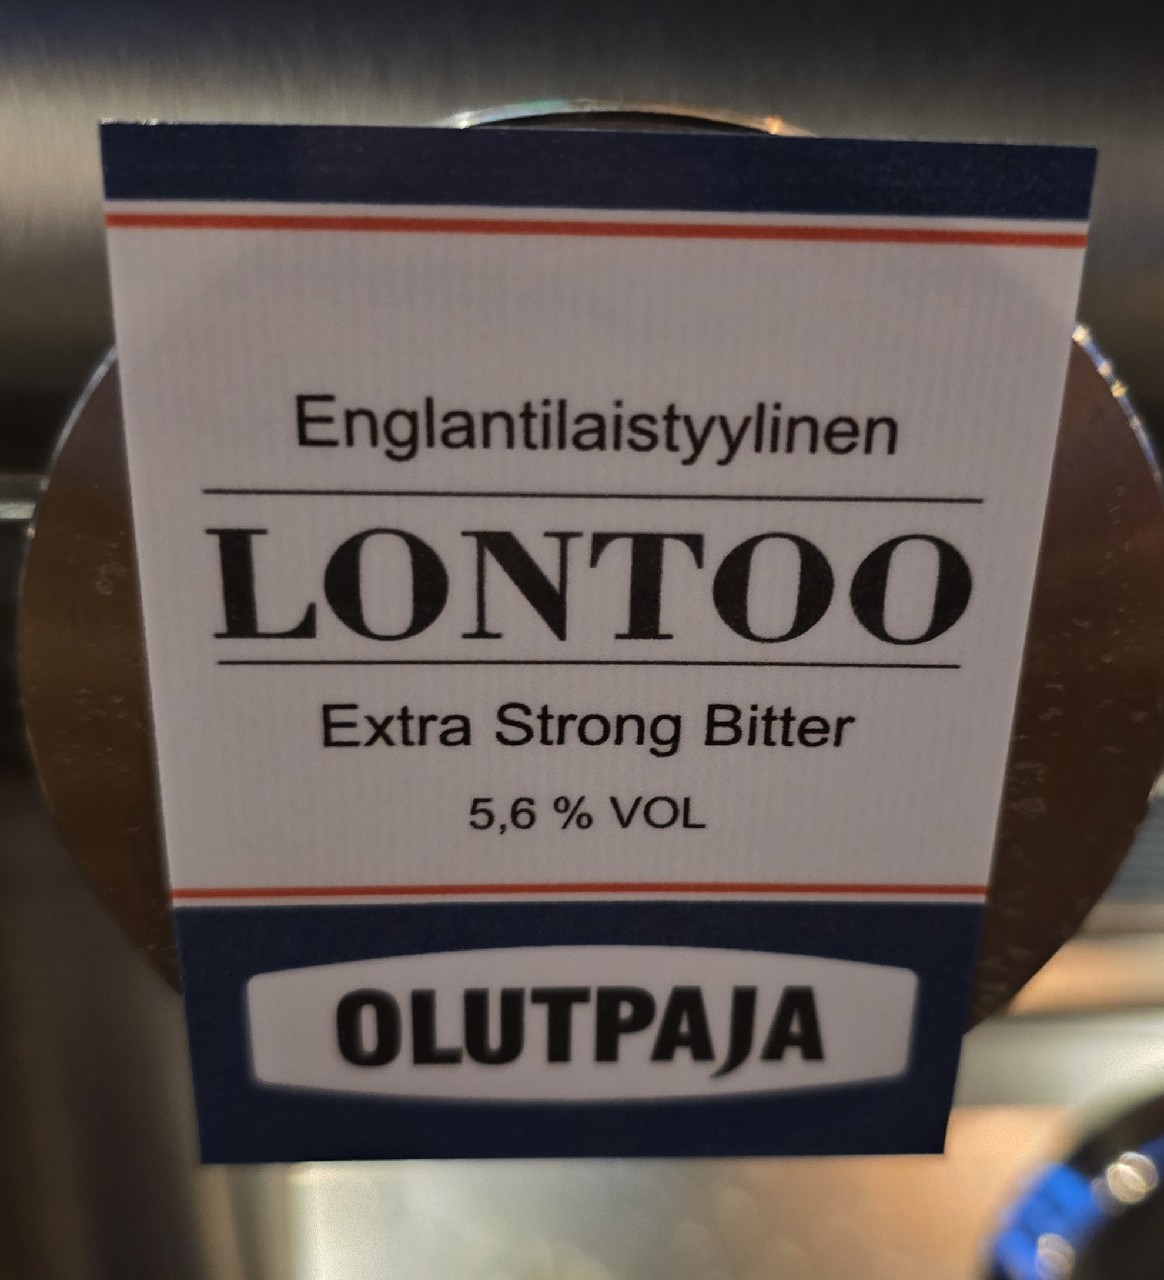 Englantilaistyylinen
LONTOO
Extra Strong Bitter
5,6 % VOL
OLUTPAJA